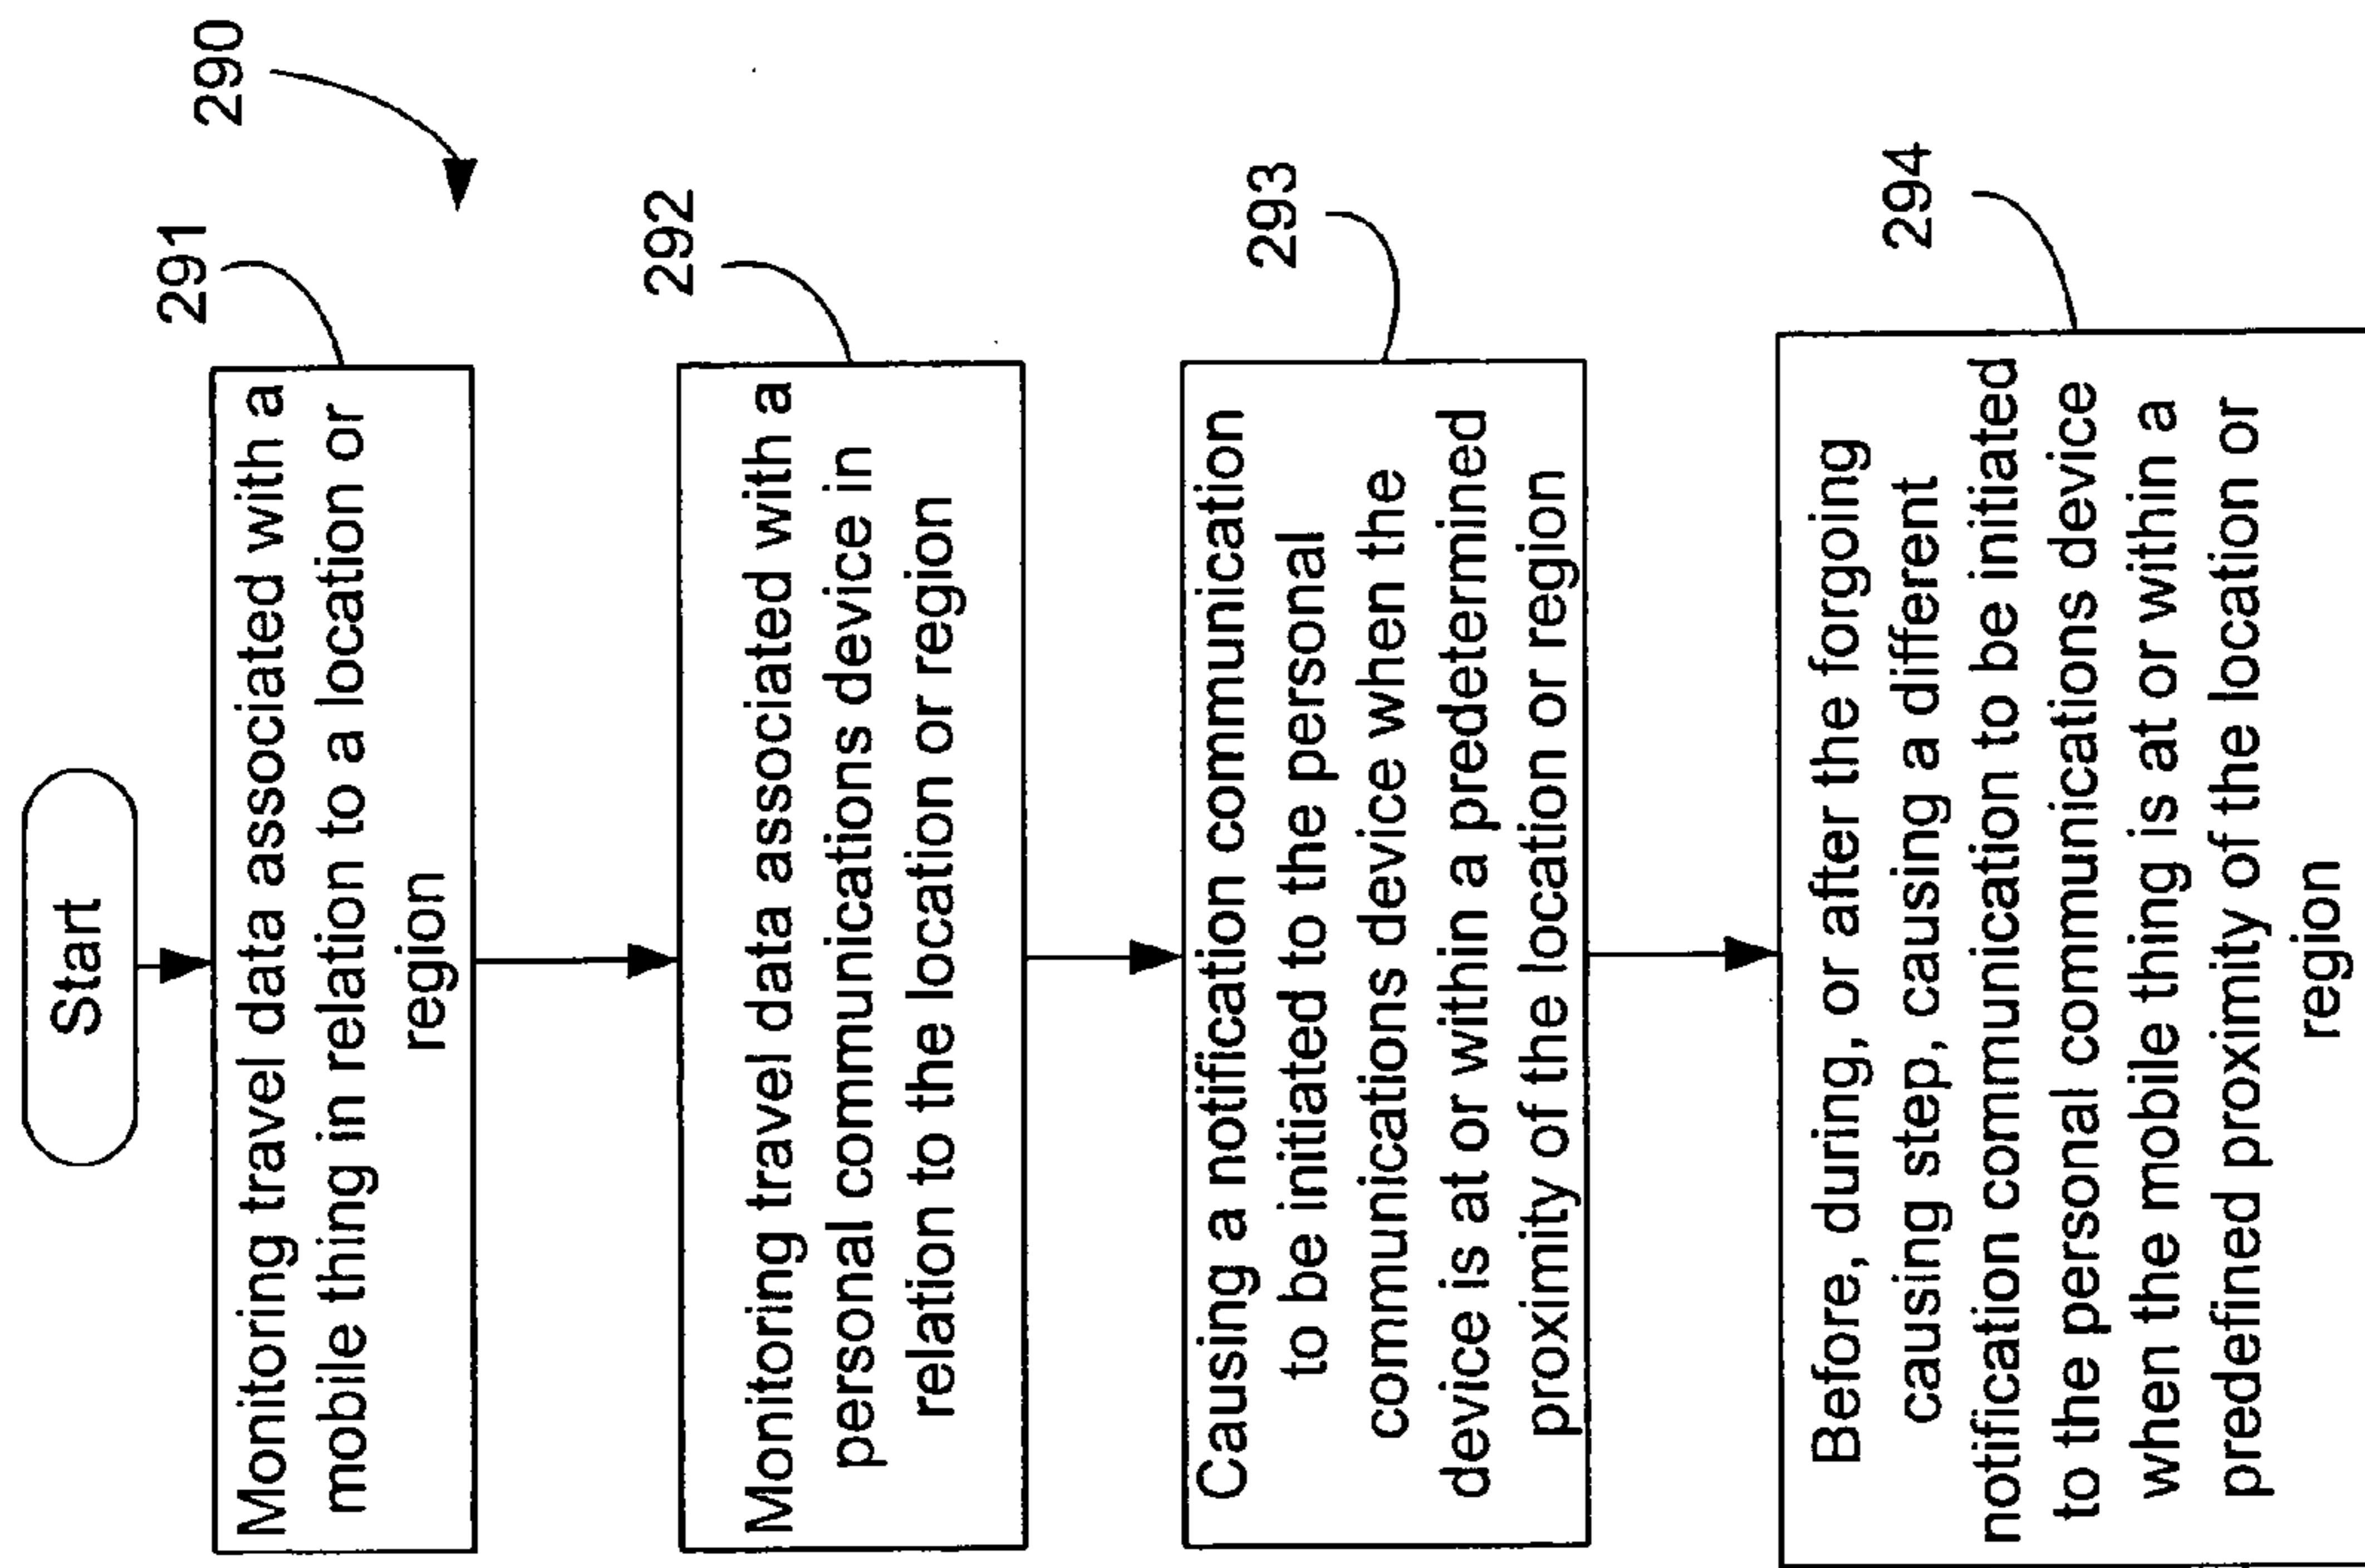 290
Start
291
Monitoring travel data associated with a
mobile thing in relation to a location or
region
292
Monitoring travel data associated with a
personal communications device in
relation to the location or region
293
Causing a notification communication
to be initiated to the personal
communications device when the
device is at or within a predetermined
proximity of the location or region
294
Before, during, or after the forgoing
causing step, causing a different
notification communication to be initiated
to the personal communications device
when the mobile thing is at or within a
predefined proximity of the location or
region